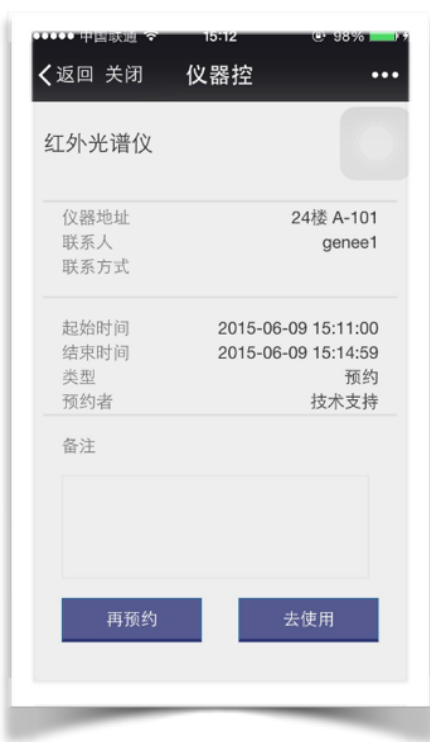 中国联通 15:12 98%
返回 关闭 仪器控
红外光谱仪
仪器地址 24楼 A-101
联系人 genee1
联系方式
起始时间 2015-06-09 15:11:00
结束时间 2015-06-09 15:14:59
类型 预约
预约者 技术支持
备注
再预约 去使用